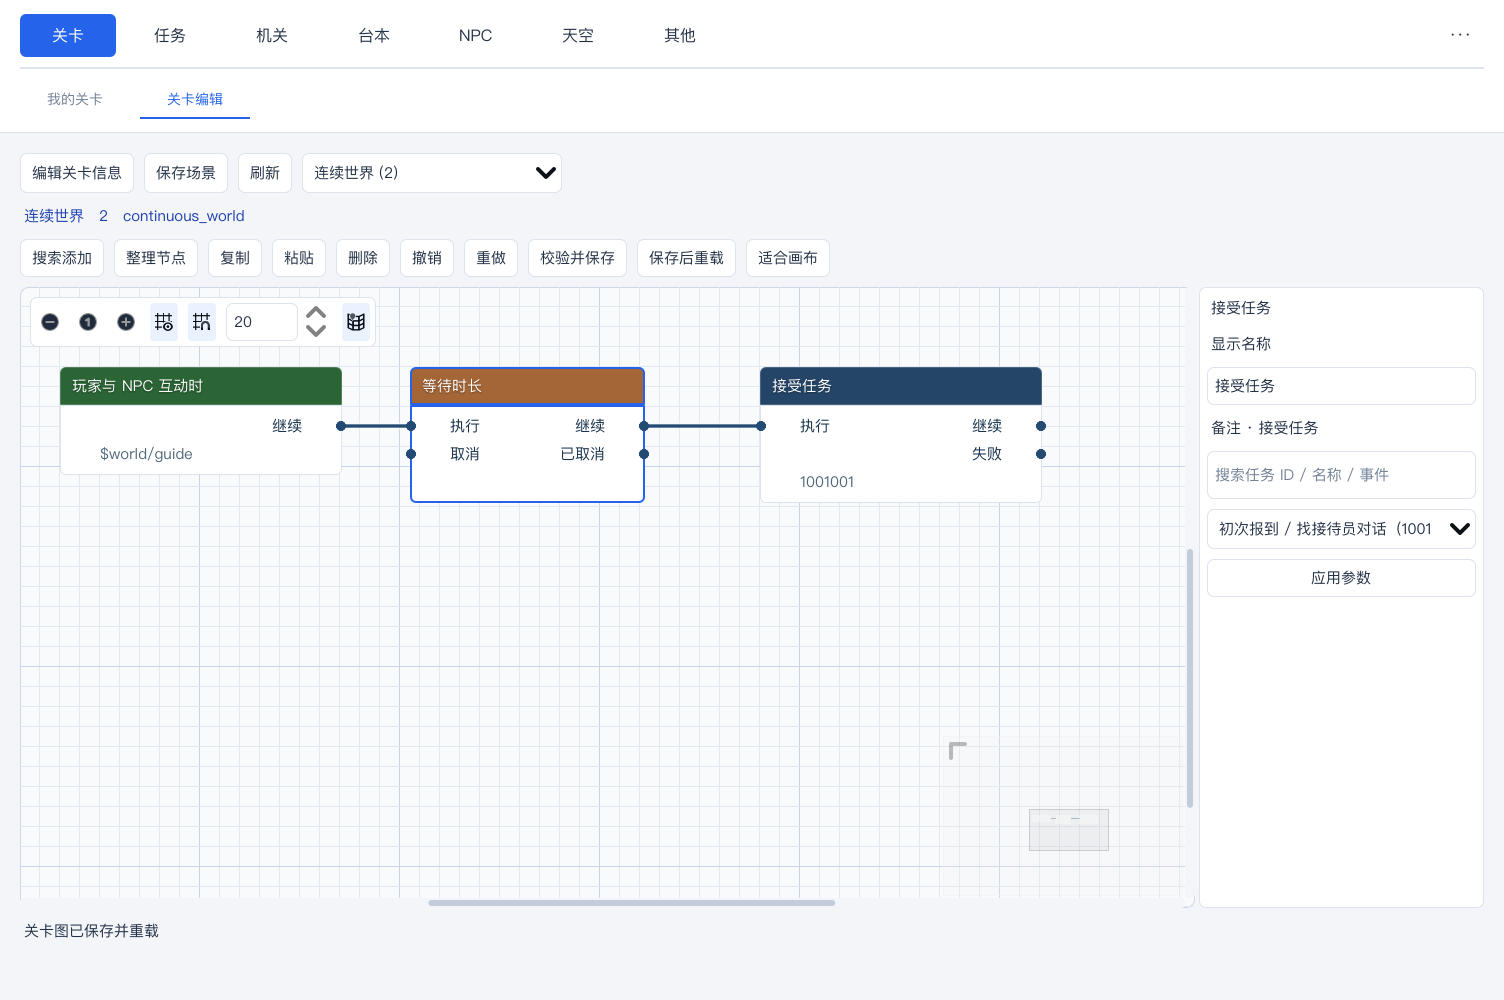 关卡 任务 机关 台本 NPC 天空 其他 ···
我的关卡 关卡编辑
编辑关卡信息 保存场景 刷新 连续世界 (2)
连续世界 2 continuous_world
搜索添加 整理节点 复制 粘贴 删除 撤销 重做 校验并保存 保存后重载 适合画布
1 20
玩家与 NPC 互动时
继续
$world/guide
等待时长
执行 继续
取消 已取消
接受任务
执行 继续
失败
1001001
接受任务
显示名称
接受任务
备注 · 接受任务
搜索任务 ID / 名称 / 事件
初次报到 / 找接待员对话（1001
应用参数
关卡图已保存并重载